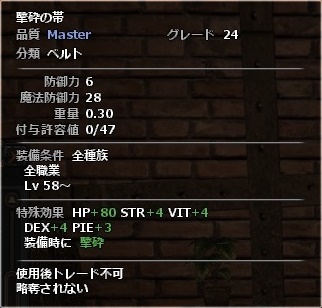 撃砕の帯
品質 Master グレード 24
分類 ベルト
防御力 6
魔法防御力 28
重量 0.30
付与許容値 0/47
装備条件 全種族
全職業
Lv 58～
特殊効果 HP+80 STR+4 VIT+4
DEX+4 PIE+3
装備時に 撃砕
使用後トレード不可
略奪されない